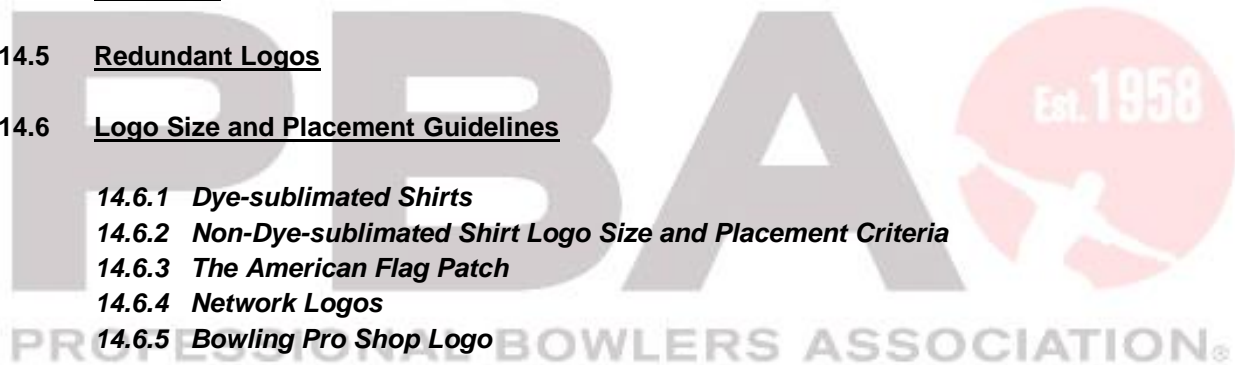 14.5 Redundant Logos
14.6 Logo Size and Placement Guidelines
14.6.1 Dye-sublimated Shirts
14.6.2 Non-Dye-sublimated Shirt Logo Size and Placement Criteria
14.6.3 The American Flag Patch
14.6.4 Network Logos
14.6.5 Bowling Pro Shop Logo
PBA
Est. 1958
PROFESSIONAL BOWLERS ASSOCIATION®